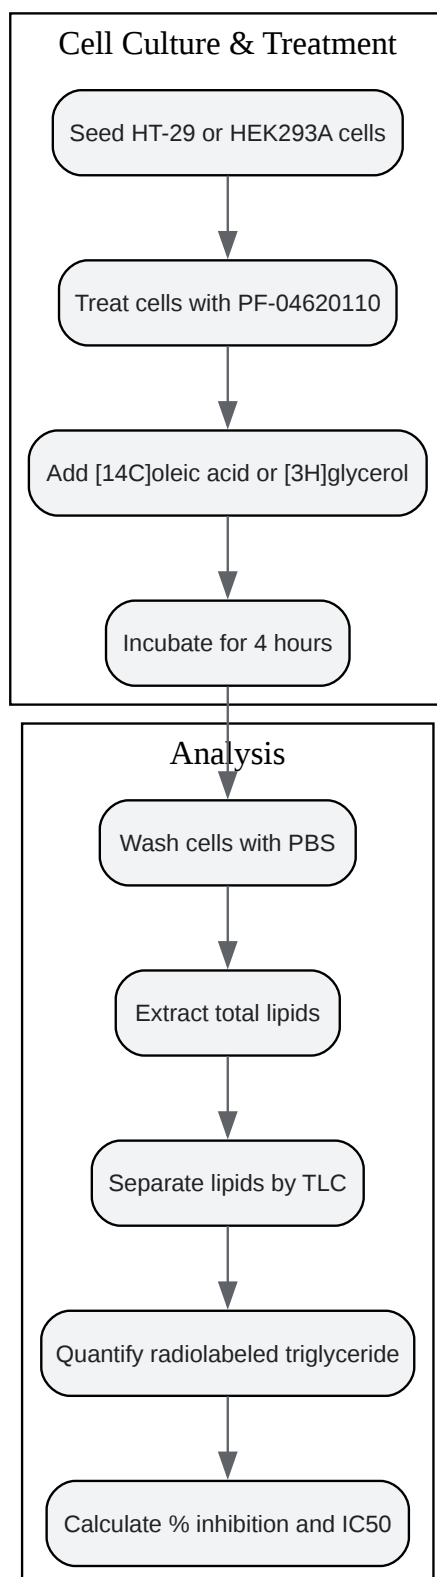 Cell Culture & Treatment
Seed HT-29 or HEK293A cells
Treat cells with PF-04620110
Add [14C]oleic acid or [3H]glycerol
Incubate for 4 hours
Analysis
Wash cells with PBS
Extract total lipids
Separate lipids by TLC
Quantify radiolabeled triglyceride
Calculate % inhibition and IC50